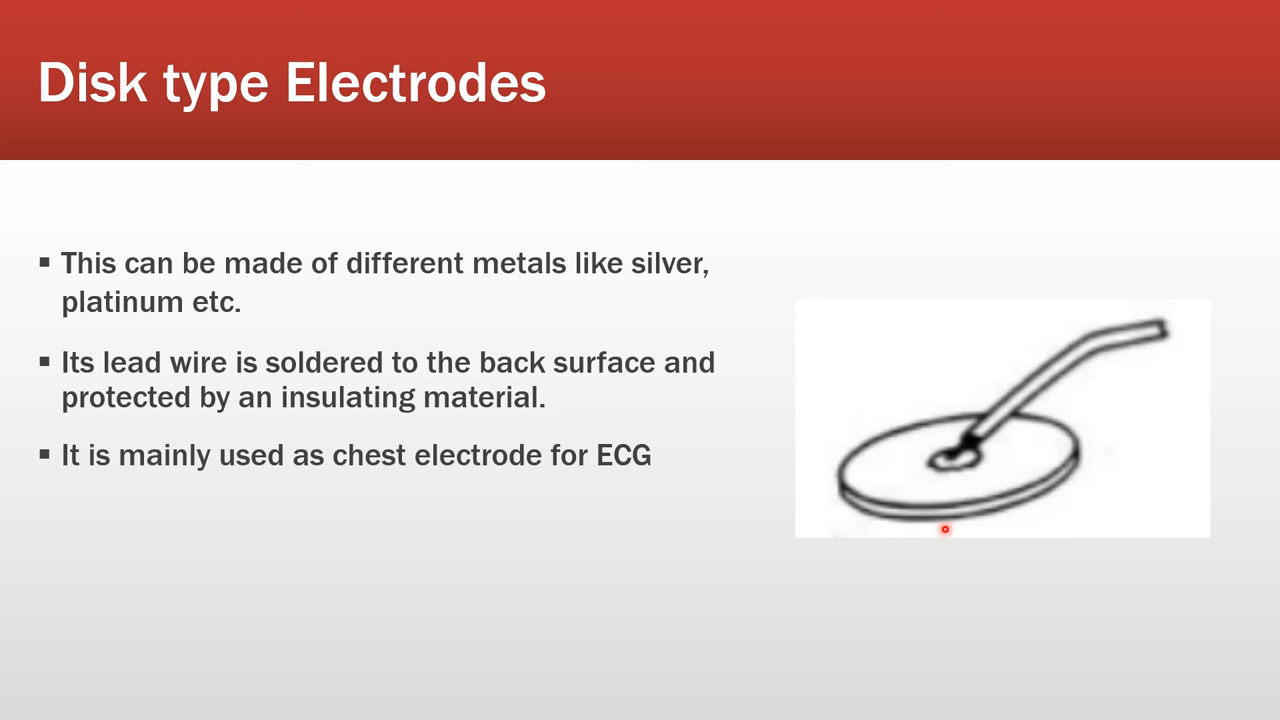 Disk type Electrodes
▪ This can be made of different metals like silver,
platinum etc.
▪ Its lead wire is soldered to the back surface and
protected by an insulating material.
▪ It is mainly used as chest electrode for ECG